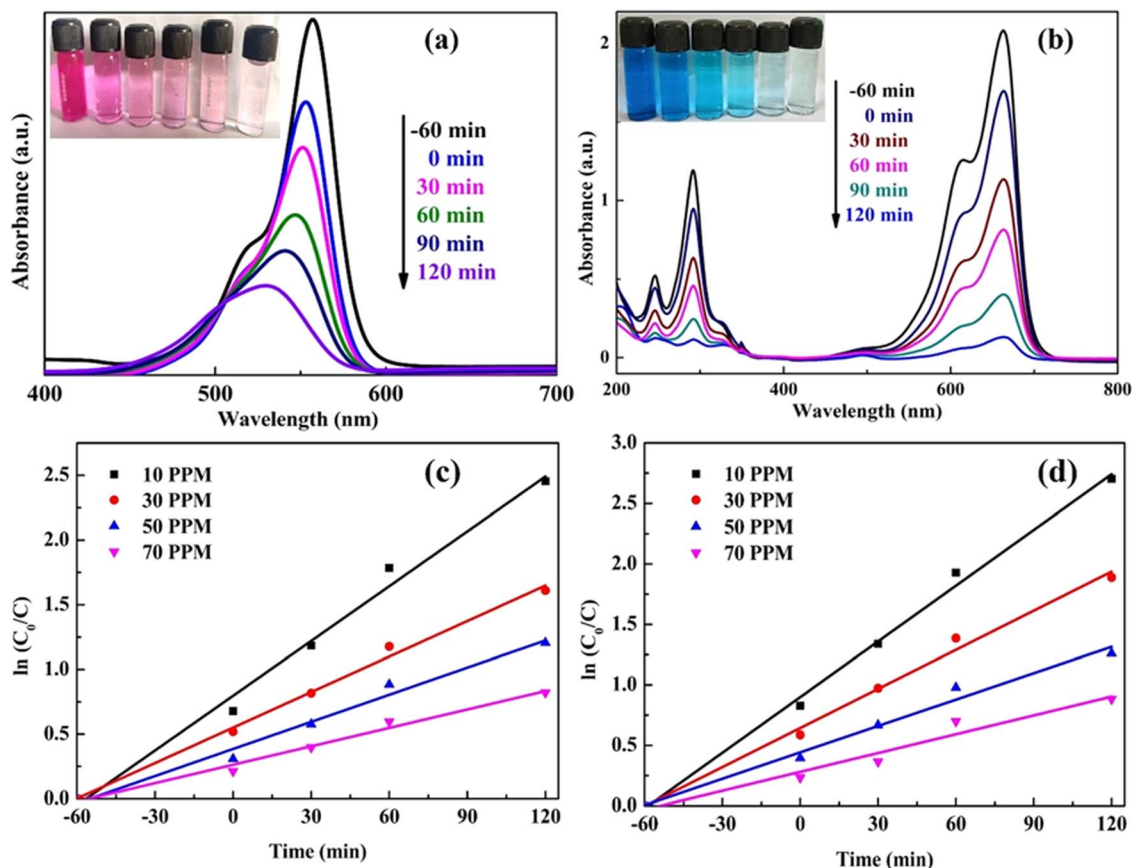 (a)
-60 min
0 min
30 min
60 min
90 min
120 min
Absorbance (a.u.)
400
500
600
700
Wavelength (nm)
(b)
-60 min
0 min
30 min
60 min
90 min
120 min
Absorbance (a.u.)
2
1
0
200
400
600
800
Wavelength (nm)
(c)
10 PPM
30 PPM
50 PPM
70 PPM
ln (C₀/C)
2.5
2.0
1.5
1.0
0.5
0.0
-60
-30
0
30
60
90
120
Time (min)
(d)
10 PPM
30 PPM
50 PPM
70 PPM
ln (C₀/C)
3.0
2.5
2.0
1.5
1.0
0.5
0.0
-60
-30
0
30
60
90
120
Time (min)